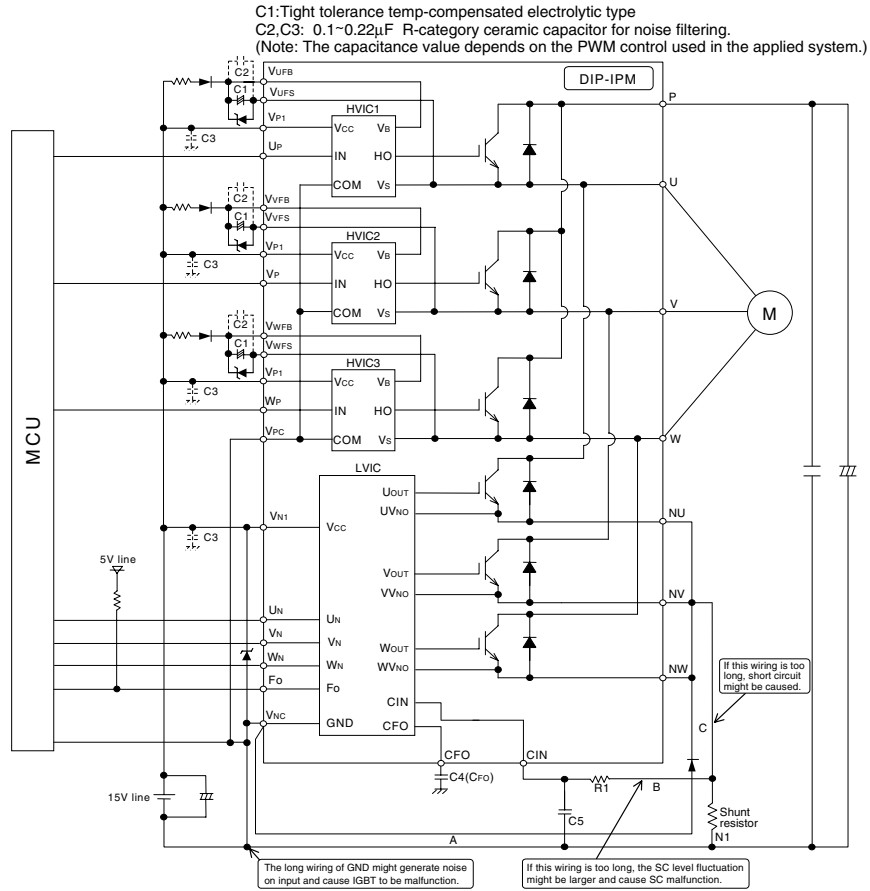 C1:Tight tolerance temp-compensated electrolytic type
C2,C3: 0.1~0.22μF R-category ceramic capacitor for noise filtering.
(Note: The capacitance value depends on the PWM control used in the applied system.)
DIP-IPM
C2
C1
VUFB
VUFS
VP1
C3
UP
HVIC1
VCC
VB
IN
HO
COM
VS
P
U
C2
C1
VVFB
VVFS
VP1
C3
VP
HVIC2
VCC
VB
IN
HO
COM
VS
V
M
C2
C1
VWFB
VWFS
VP1
C3
WP
VPC
HVIC3
VCC
VB
IN
HO
COM
VS
W
MCU
LVIC
UOUT
UVNO
NU
VN1
C3
VCC
5V line
VOUT
VVNO
NV
UN
UN
VN
VN
WN
WN
FO
FO
WOUT
WVNO
NW
If this wiring is too
long, short circuit
might be caused.
VNC
GND
CIN
CFO
C
CFO
CIN
C4(CFO)
15V line
R1
B
C5
Shunt
resistor
N1
A
The long wiring of GND might generate noise
on input and cause IGBT to be malfunction.
If this wiring is too long, the SC level fluctuation
might be larger and cause SC malfunction.